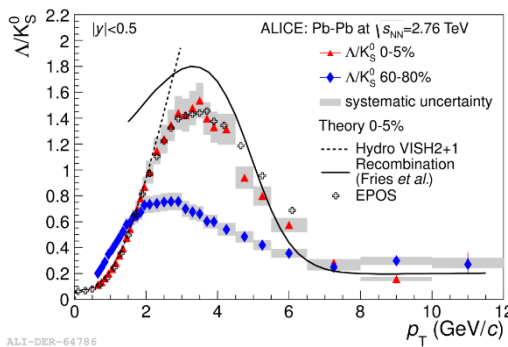 |y|<0.5 ALICE: Pb-Pb at √sNN=2.76 TeV
Λ/K0S 0-5%
Λ/K0S 60-80%
systematic uncertainty
Theory 0-5%
Hydro VISH2+1
Recombination
(Fries et al.)
EPOS
Λ/K0S
2.2
2
1.8
1.6
1.4
1.2
1
0.8
0.6
0.4
0.2
0
0 2 4 6 8 10 12
pT (GeV/c)
ALI-DER-64786